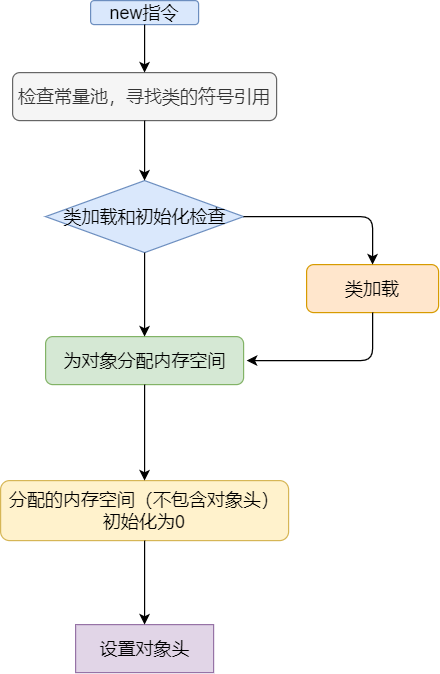 new指令
检查常量池，寻找类的符号引用
类加载和初始化检查
类加载
为对象分配内存空间
分配的内存空间（不包含对象头）
初始化为0
设置对象头